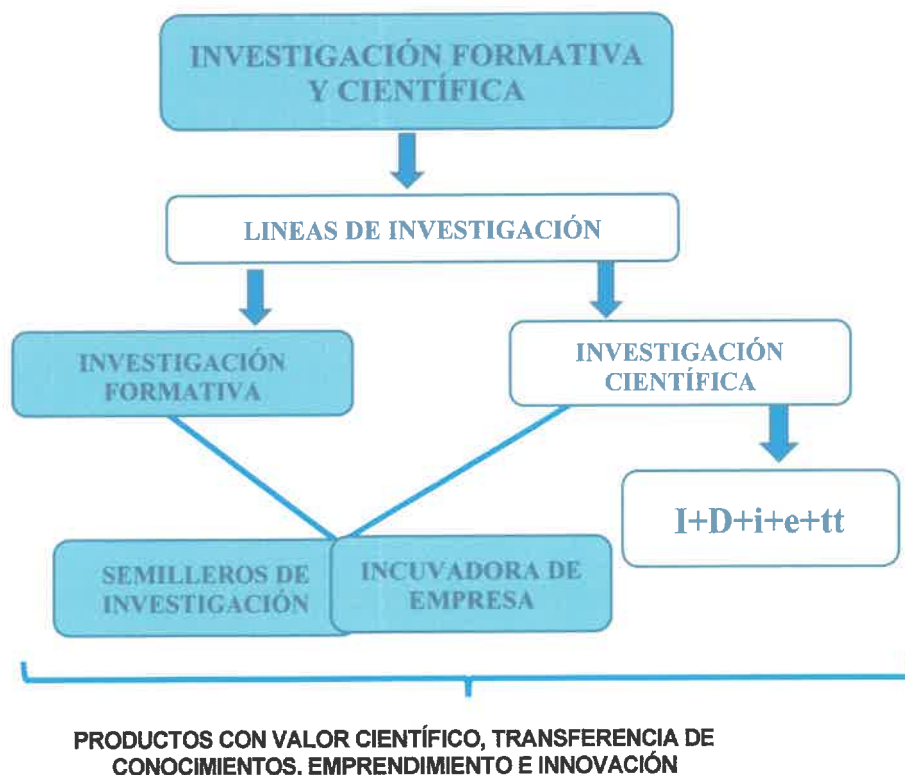 INVESTIGACIÓN FORMATIVA
Y CIENTÍFICA
LINEAS DE INVESTIGACIÓN
INVESTIGACIÓN
FORMATIVA
INVESTIGACIÓN
CIENTÍFICA
I+D+i+e+tt
SEMILLEROS DE
INVESTIGACIÓN
INCUVADORA DE
EMPRESA
PRODUCTOS CON VALOR CIENTÍFICO, TRANSFERENCIA DE
CONOCIMIENTOS. EMPRENDIMIENTO E INNOVACIÓN